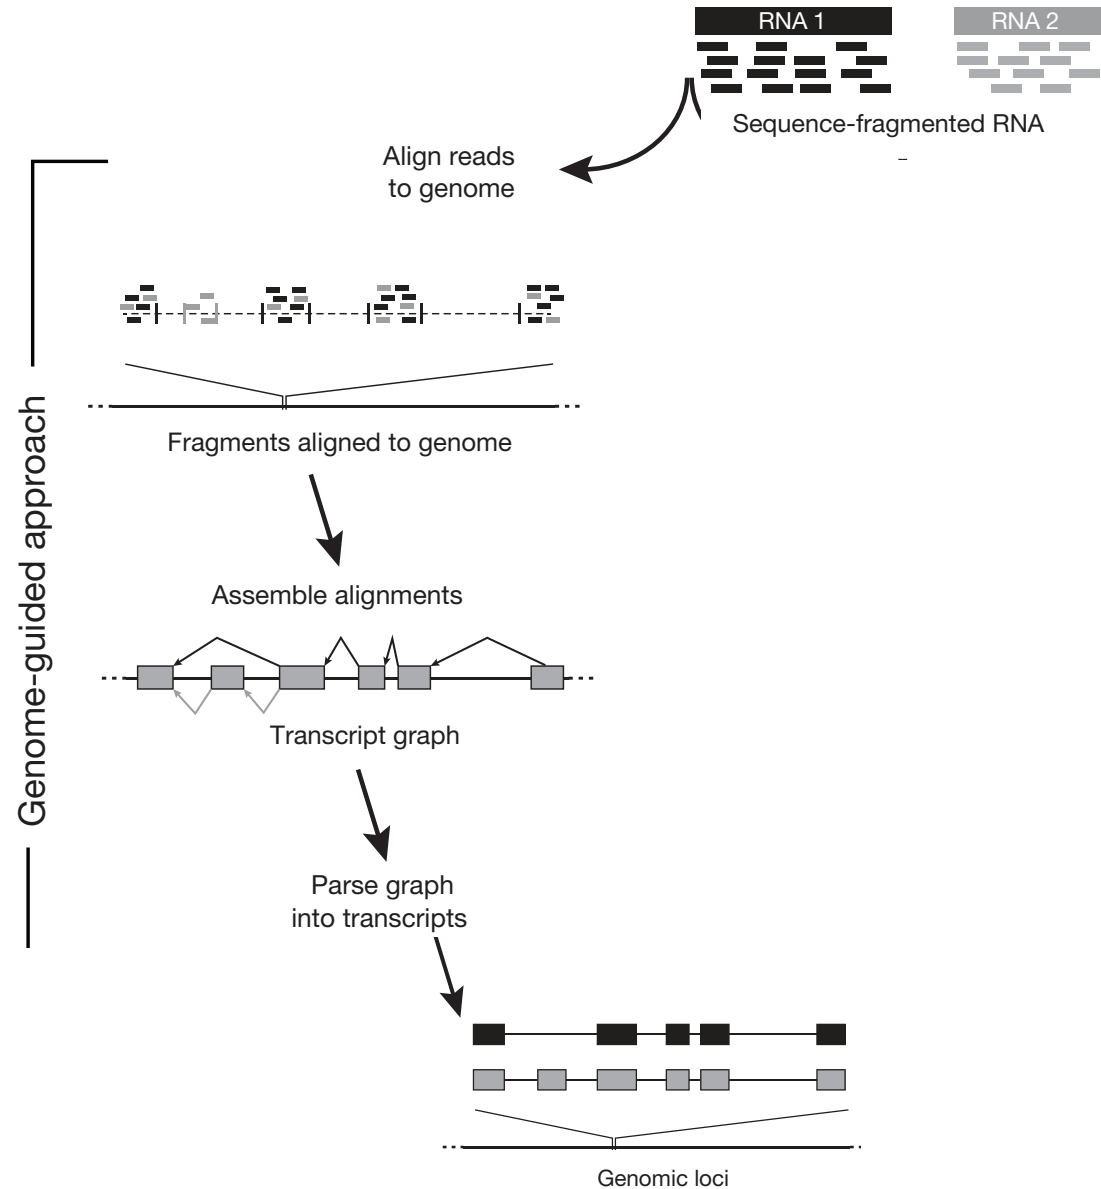 RNA 1
RNA 2
Sequence-fragmented RNA
Align reads
to genome
Fragments aligned to genome
Genome-guided approach
Assemble alignments
Transcript graph
Parse graph
into transcripts
Genomic loci